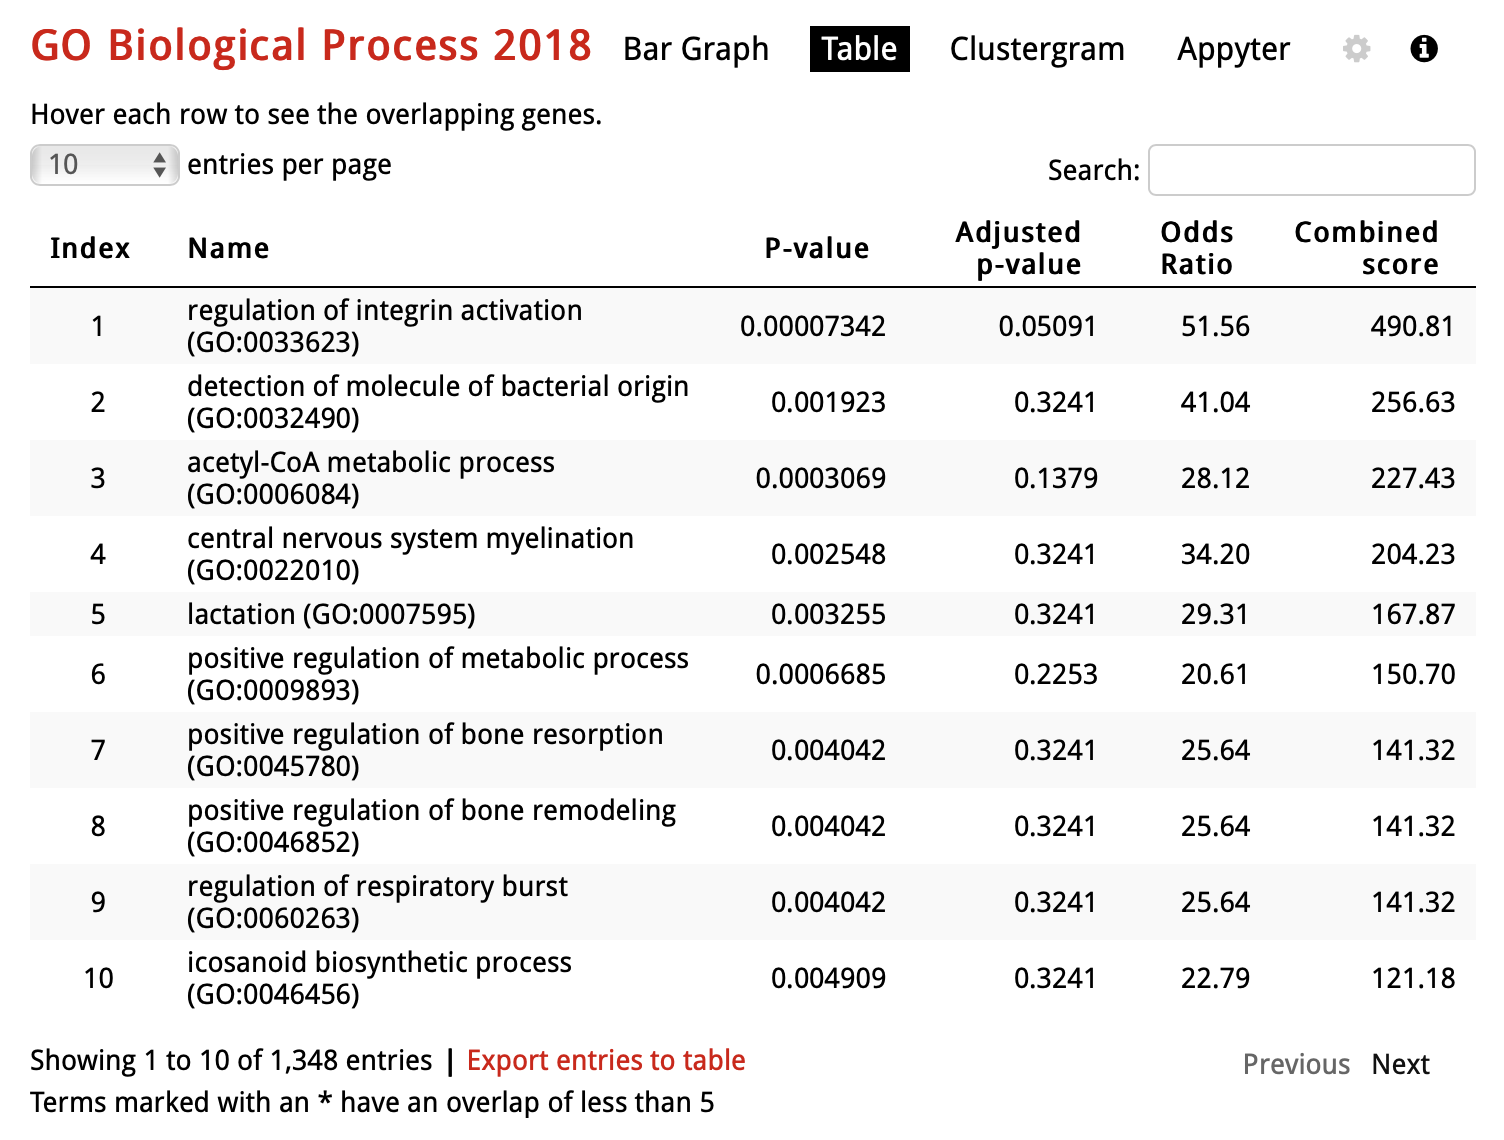 GO Biological Process 2018 Bar Graph Table Clustergram Appyter
Hover each row to see the overlapping genes.
10 entries per page Search:
Index Name P-value Adjusted p-value Odds Ratio Combined score
1 regulation of integrin activation (GO:0033623) 0.00007342 0.05091 51.56 490.81
2 detection of molecule of bacterial origin (GO:0032490) 0.001923 0.3241 41.04 256.63
3 acetyl-CoA metabolic process (GO:0006084) 0.0003069 0.1379 28.12 227.43
4 central nervous system myelination (GO:0022010) 0.002548 0.3241 34.20 204.23
5 lactation (GO:0007595) 0.003255 0.3241 29.31 167.87
6 positive regulation of metabolic process (GO:0009893) 0.0006685 0.2253 20.61 150.70
7 positive regulation of bone resorption (GO:0045780) 0.004042 0.3241 25.64 141.32
8 positive regulation of bone remodeling (GO:0046852) 0.004042 0.3241 25.64 141.32
9 regulation of respiratory burst (GO:0060263) 0.004042 0.3241 25.64 141.32
10 icosanoid biosynthetic process (GO:0046456) 0.004909 0.3241 22.79 121.18
Showing 1 to 10 of 1,348 entries | Export entries to table Previous Next
Terms marked with an * have an overlap of less than 5